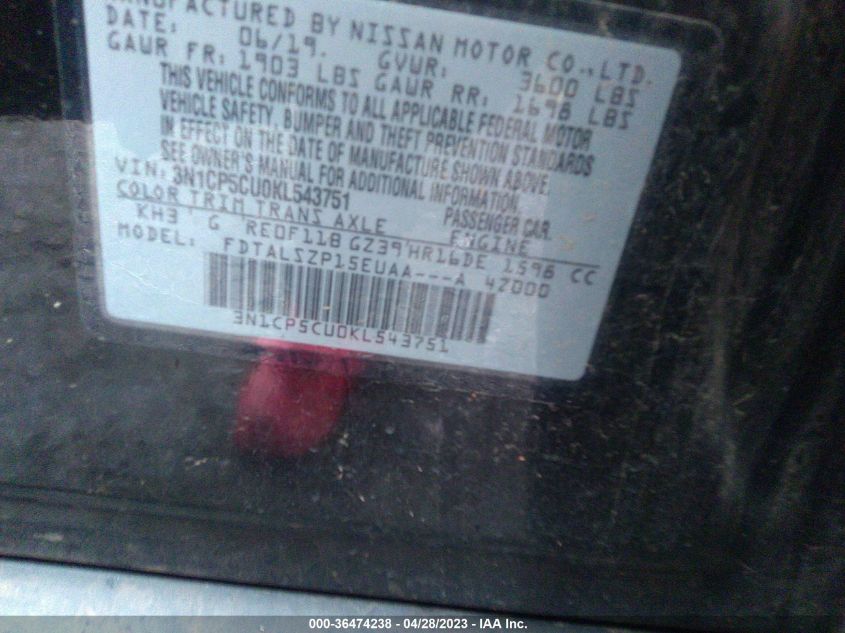 MANUFACTURED BY NISSAN MOTOR CO., LTD.
DATE: 06/19. GVWR: 3600 LBS
GAWR FR: 1903 LBS GAWR RR: 1698 LBS
THIS VEHICLE CONFORMS TO ALL APPLICABLE FEDERAL MOTOR
VEHICLE SAFETY, BUMPER AND THEFT PREVENTION STANDARDS
IN EFFECT ON THE DATE OF MANUFACTURE SHOWN ABOVE.
SEE OWNER'S MANUAL FOR ADDITIONAL INFORMATION.
VIN: 3N1CP5CU0KL543751 PASSENGER CAR
COLOR TRIM TRANS AXLE ENGINE
KH3 G RE0F11B GZ39 HR16DE 1598 CC
MODEL: FDTALSZP15EUAA---A 42000
3N1CP5CU0KL543751
000-36474238 - 04/28/2023 - IAA Inc.